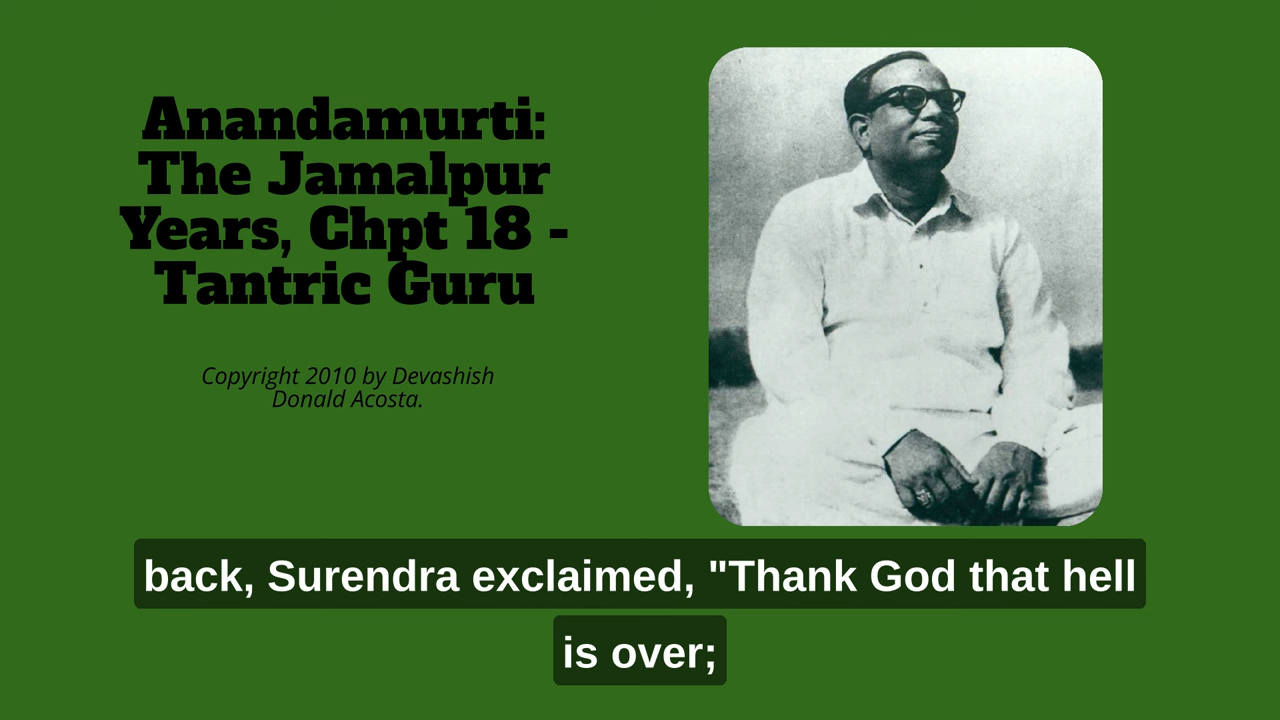 Anandamurti:
The Jamalpur
Years, Chpt 18 -
Tantric Guru
Copyright 2010 by Devashish
Donald Acosta.
back, Surendra exclaimed, "Thank God that hell
is over;